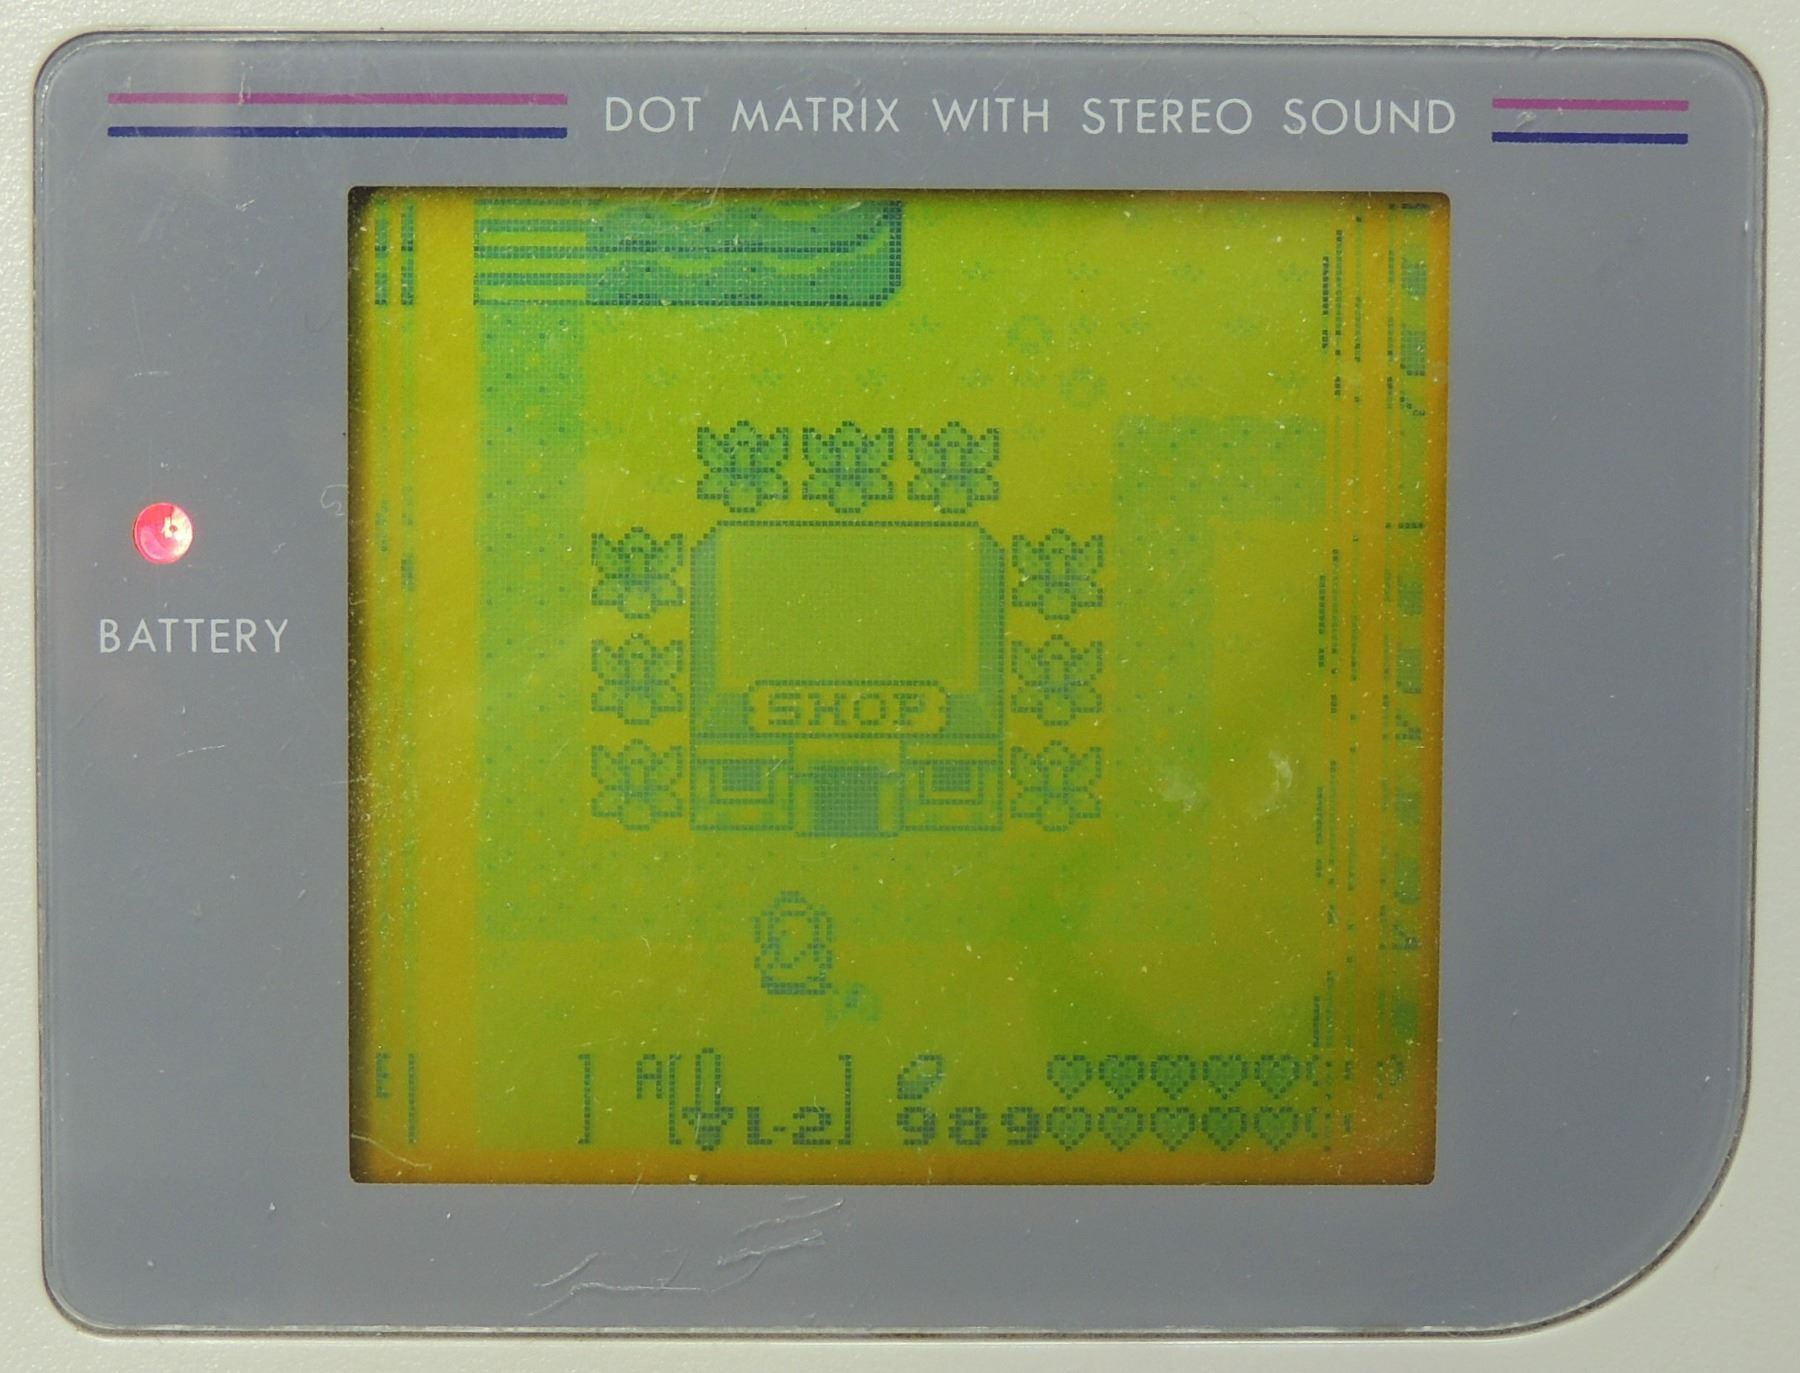 DOT MATRIX WITH STEREO SOUND
BATTERY
SHOP
] A[ ]
L-2 989